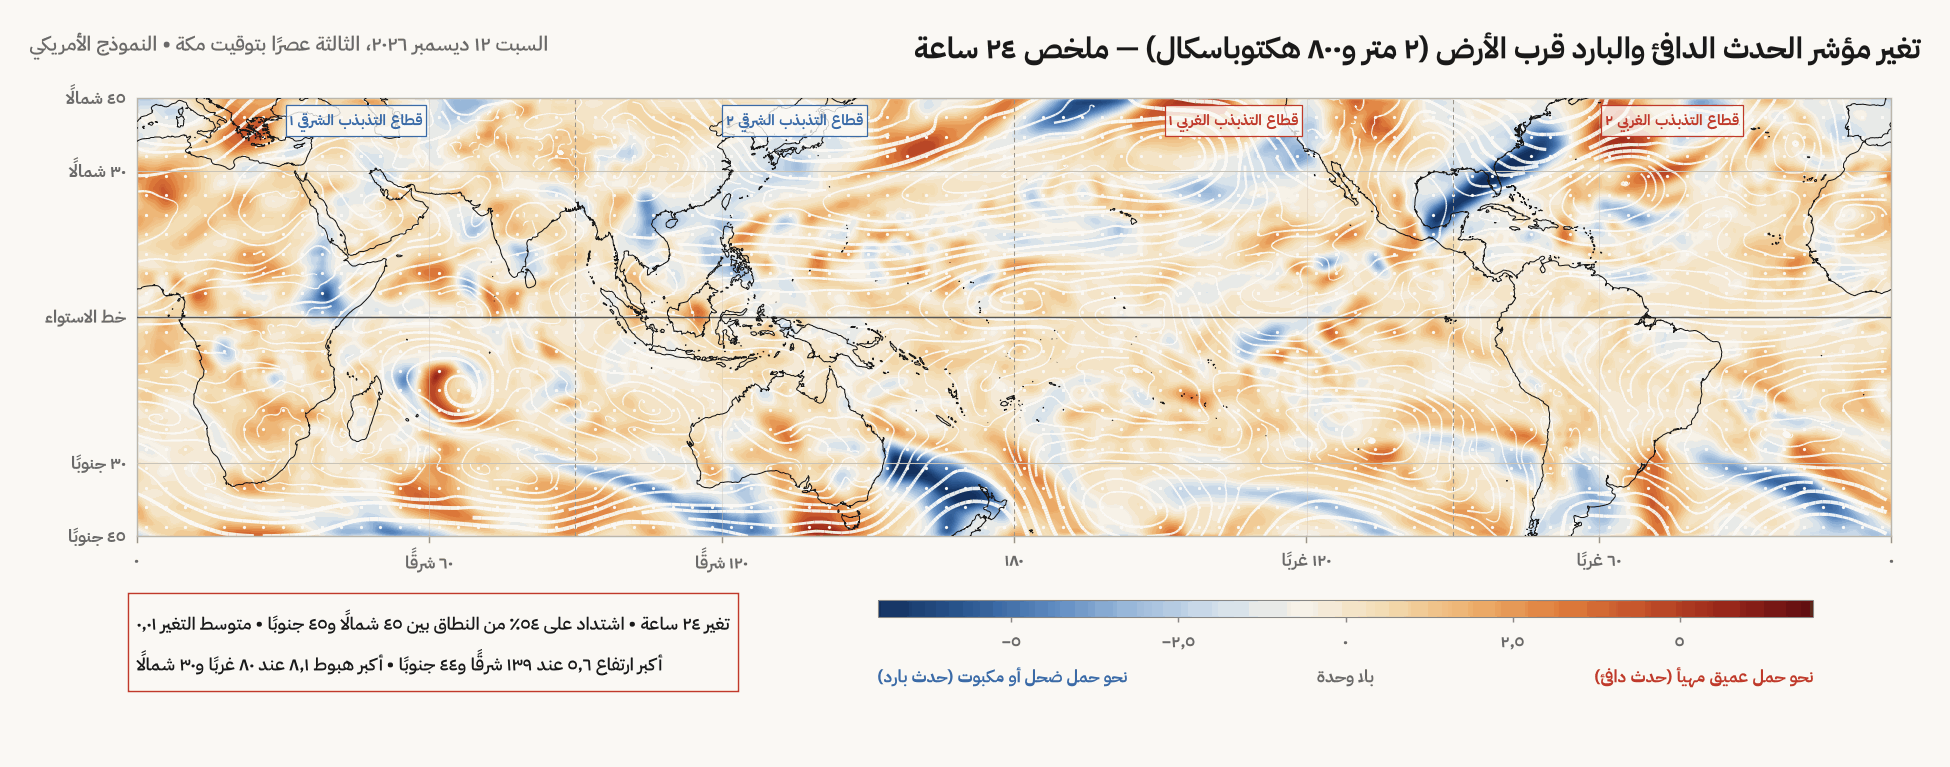 تغير مؤشر الحدث الدافئ والبارد قرب الأرض (٢ متر و٨٠٠ هكتوباسكال) — ملخص ٢٤ ساعة
السبت ١٢ ديسمبر ٢٠٢٦، الثالثة عصرًا بتوقيت مكة • النموذج الأمريكي
٤٥ شمالًا
٣٠ شمالًا
خط الاستواء
٣٠ جنوبًا
٤٥ جنوبًا
قطاع التذبذب الشرقي ١
قطاع التذبذب الشرقي ٢
قطاع التذبذب الغربي ١
قطاع التذبذب الغربي ٢
٠
٦٠ شرقًا
١٢٠ شرقًا
١٨٠
١٢٠ غربًا
٦٠ غربًا
٠
تغير ٢٤ ساعة • اشتداد على ٥٤٪ من النطاق بين ٤٥ شمالًا و٤٥ جنوبًا • متوسط التغير ٠,٠١
أكبر ارتفاع ٥,٦ عند ١٣٩ شرقًا و٤٤ جنوبًا • أكبر هبوط ٨,١ عند ٨٠ غربًا و٣٠ شمالًا
−٥
−٢,٥
٠
٢,٥
٥
نحو حمل ضحل أو مكبوت (حدث بارد)
بلا وحدة
نحو حمل عميق مهيأ (حدث دافئ)